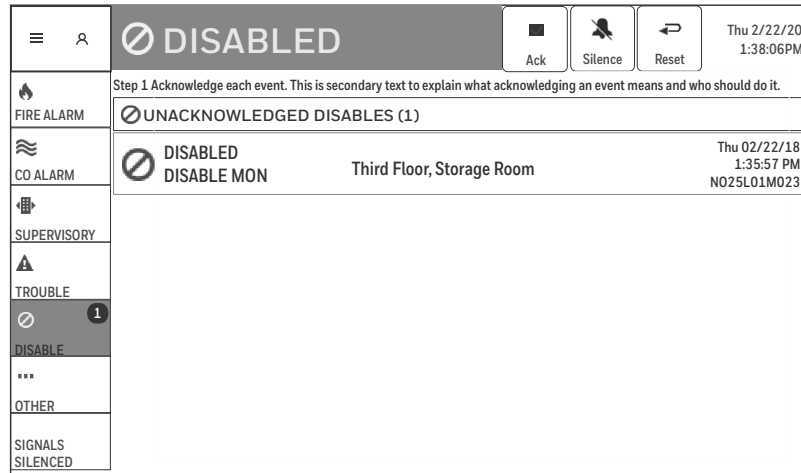 DISABLED
Ack
Silence
Reset
Thu 2/22/20
1:38:06PM
Step 1 Acknowledge each event. This is secondary text to explain what acknowledging an event means and who should do it.
FIRE ALARM
UNACKNOWLEDGED DISABLES (1)
DISABLED
DISABLE MON
Third Floor, Storage Room
Thu 02/22/18
1:35:57 PM
N025L01M023
CO ALARM
SUPERVISORY
TROUBLE
1
DISABLE
OTHER
SIGNALS
SILENCED